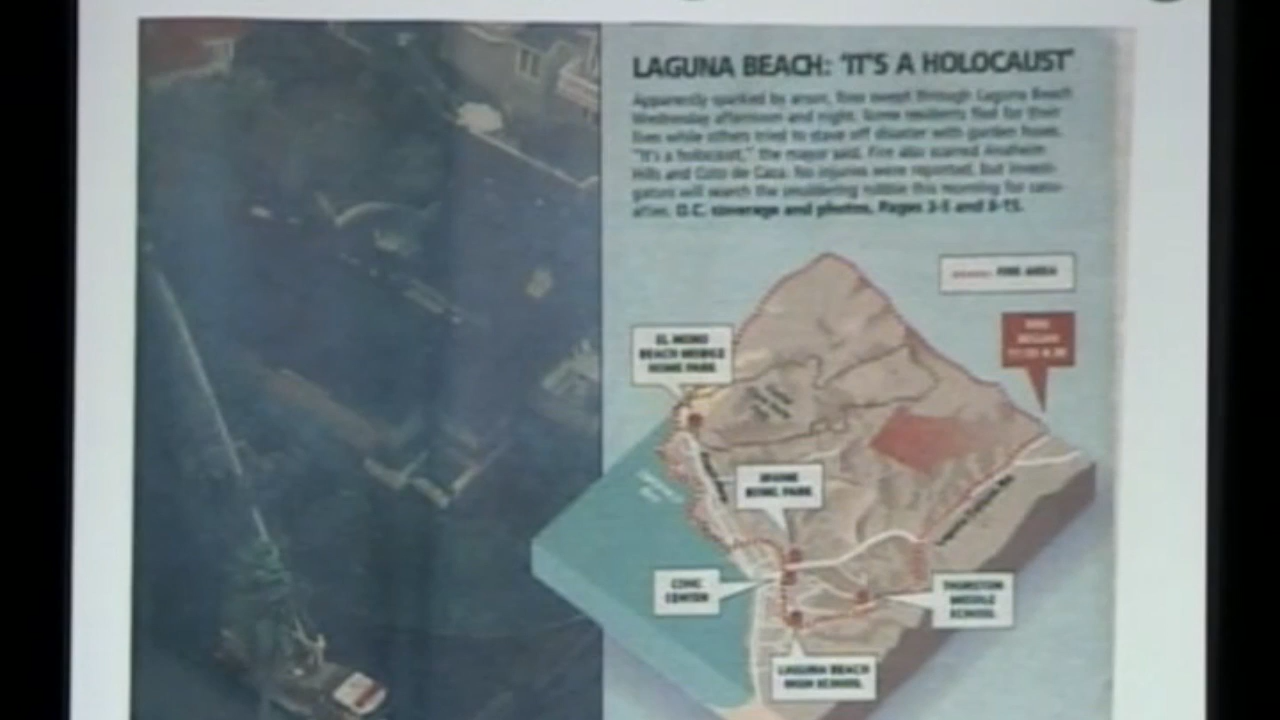 LAGUNA BEACH: 'IT'S A HOLOCAUST'
Apparently sparked by arson, fires swept through Laguna Beach
Wednesday afternoon and night. Some residents fled for their
lives while others tried to stave off disaster with garden hoses.
"It's a holocaust," the mayor said. Fire also scarred Anaheim
Hills and Coto de Caza. No injuries were reported, but investi-
gators will search the smoldering rubble this morning for casu-
alties. O.C. coverage and photos, Pages 3-5 and
FIRE AREA
EL MORO
BEACH MOBILE
HOME PARK
IRVINE
BOWL PARK
CIVIC
CENTER
THURSTON
MIDDLE
SCHOOL
LAGUNA BEACH
HIGH SCHOOL